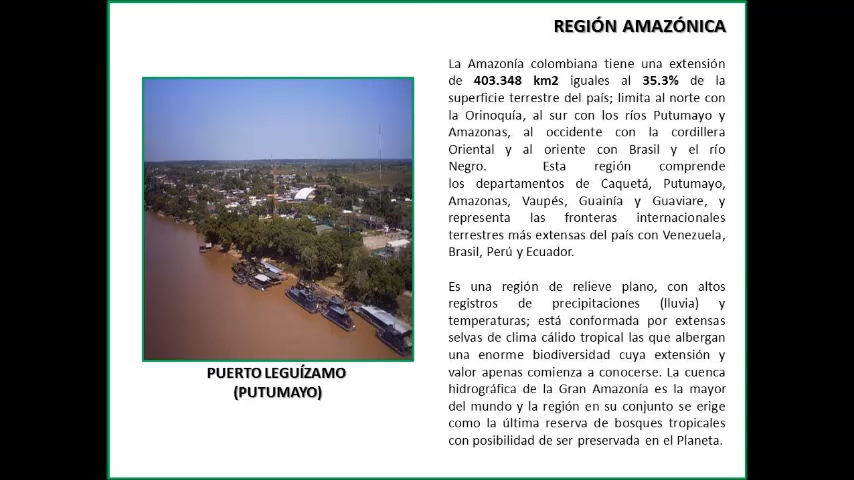 REGIÓN AMAZÓNICA
La Amazonía colombiana tiene una extensión
de 403.348 km2 iguales al 35.3% de la
superficie terrestre del país; limita al norte con
la Orinoquía, al sur con los ríos Putumayo y
Amazonas, al occidente con la cordillera
Oriental y al oriente con Brasil y el río
Negro. Esta región comprende
los departamentos de Caquetá, Putumayo,
Amazonas, Vaupés, Guainía y Guaviare, y
representa las fronteras internacionales
terrestres más extensas del país con Venezuela,
Brasil, Perú y Ecuador.
Es una región de relieve plano, con altos
registros de precipitaciones (lluvia) y
temperaturas; está conformada por extensas
selvas de clima cálido tropical las que albergan
una enorme biodiversidad cuya extensión y
valor apenas comienza a conocerse. La cuenca
hidrográfica de la Gran Amazonía es la mayor
del mundo y la región en su conjunto se erige
como la última reserva de bosques tropicales
con posibilidad de ser preservada en el Planeta.
PUERTO LEGUÍZAMO
(PUTUMAYO)